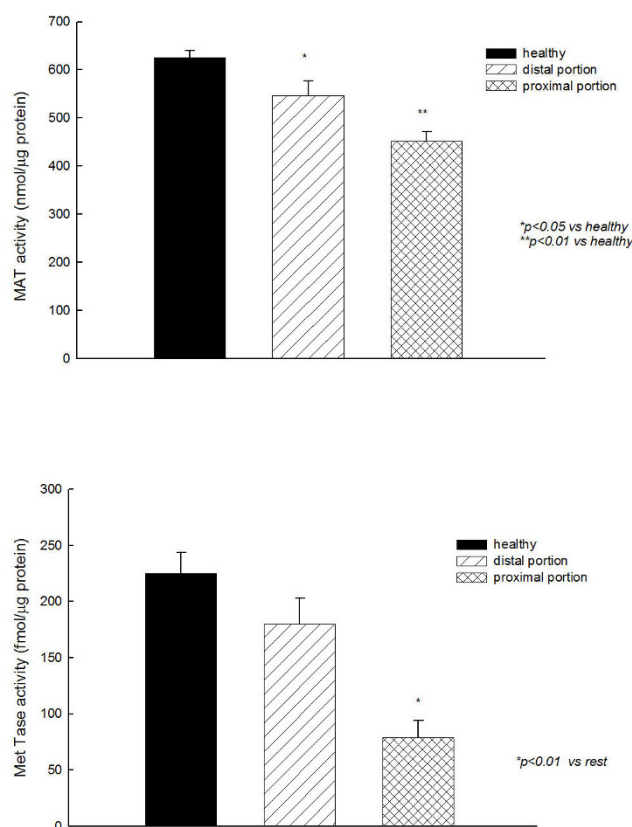 700
600
500
400
300
200
100
0
MAT activity (nmol/µg protein)
*
**
healthy
distal portion
proximal portion
*p<0.05 vs healthy
**p<0.01 vs healthy
300
250
200
150
100
50
0
Met Tase activity (fmol/µg protein)
*
healthy
distal portion
proximal portion
*p<0.01 vs rest